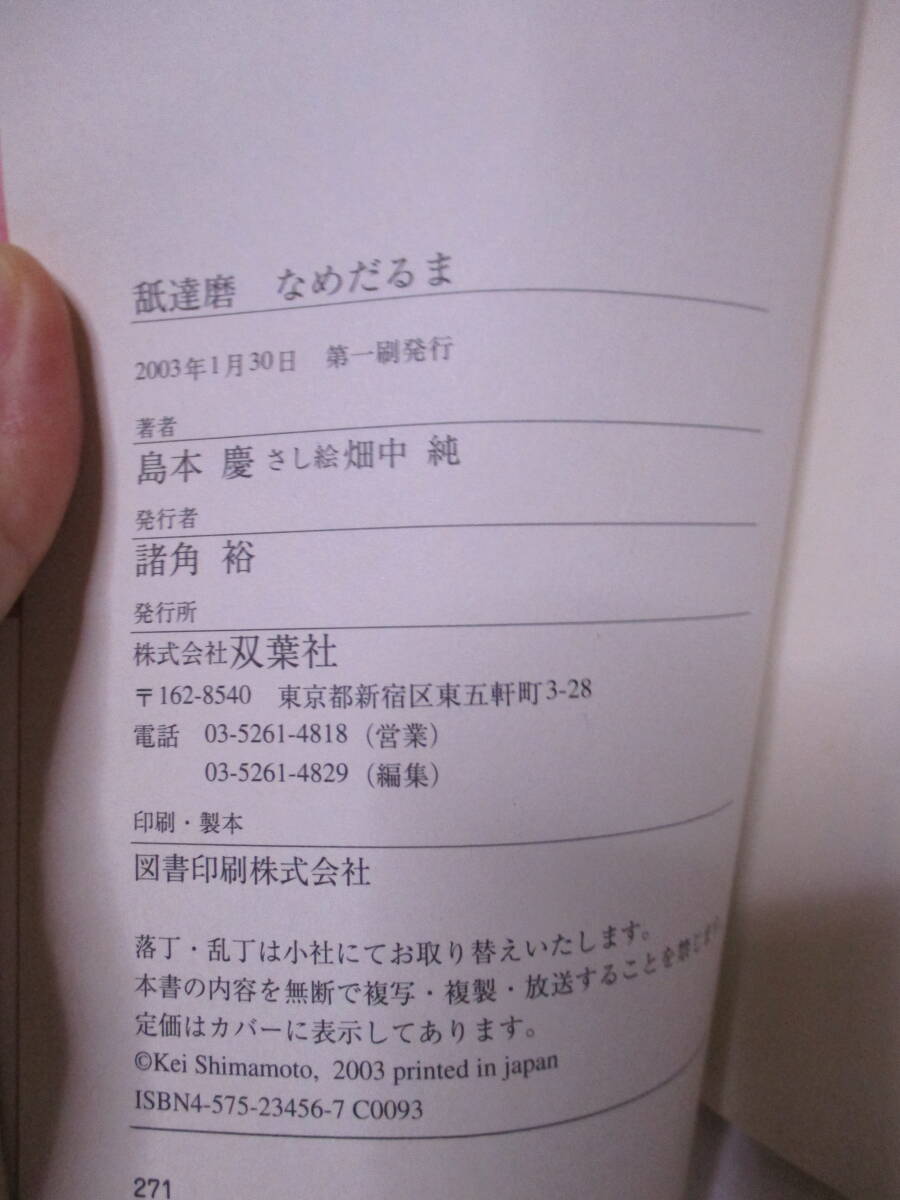 舐達磨　なめだるま
2003年1月30日　第一刷発行
著者
島本 慶 さし絵 畑中 純
発行者
諸角 裕
発行所
株式会社双葉社
〒162-8540　東京都新宿区東五軒町3-28
電話　03-5261-4818（営業）
03-5261-4829（編集）
印刷・製本
図書印刷株式会社
落丁・乱丁は小社にてお取り替えいたします。
本書の内容を無断で複写・複製・放送することを禁じます
定価はカバーに表示してあります。
©Kei Shimamoto, 2003 printed in japan
ISBN4-575-23456-7 C0093
271